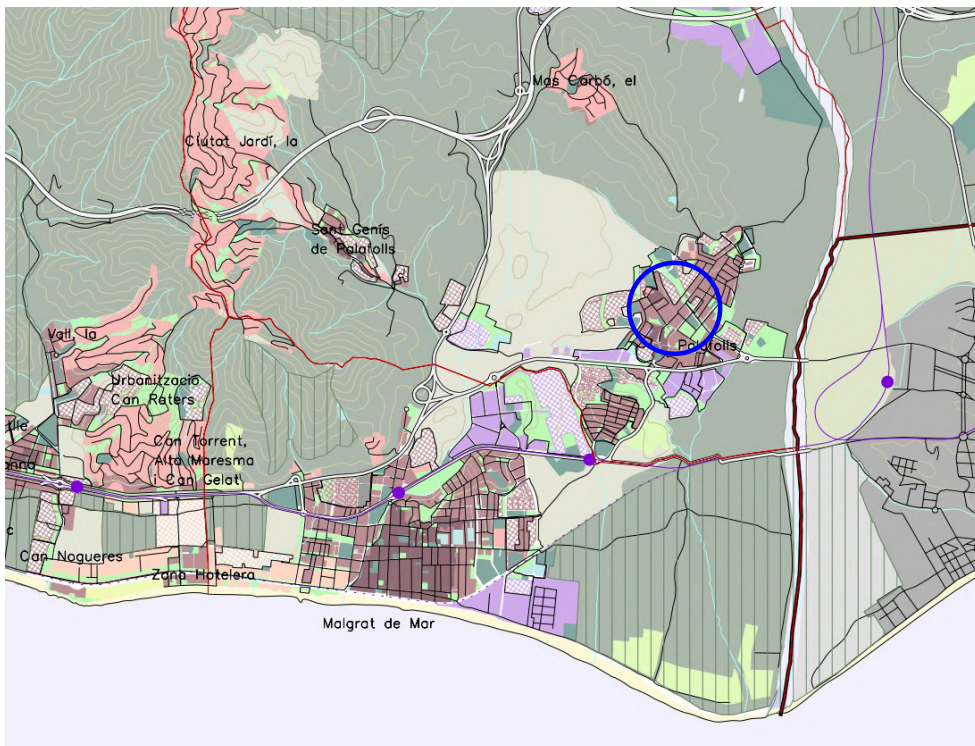 Mas Carbó, el
Ciutat Jardí, la
Sant Genís
de Palafolls
Vall, la
Palafolls
Urbanització
Can Raters
Can Torrent,
Alta Maresma
i Can Gelat
Can Nogueres
Zona Hotelera
Malgrat de Mar